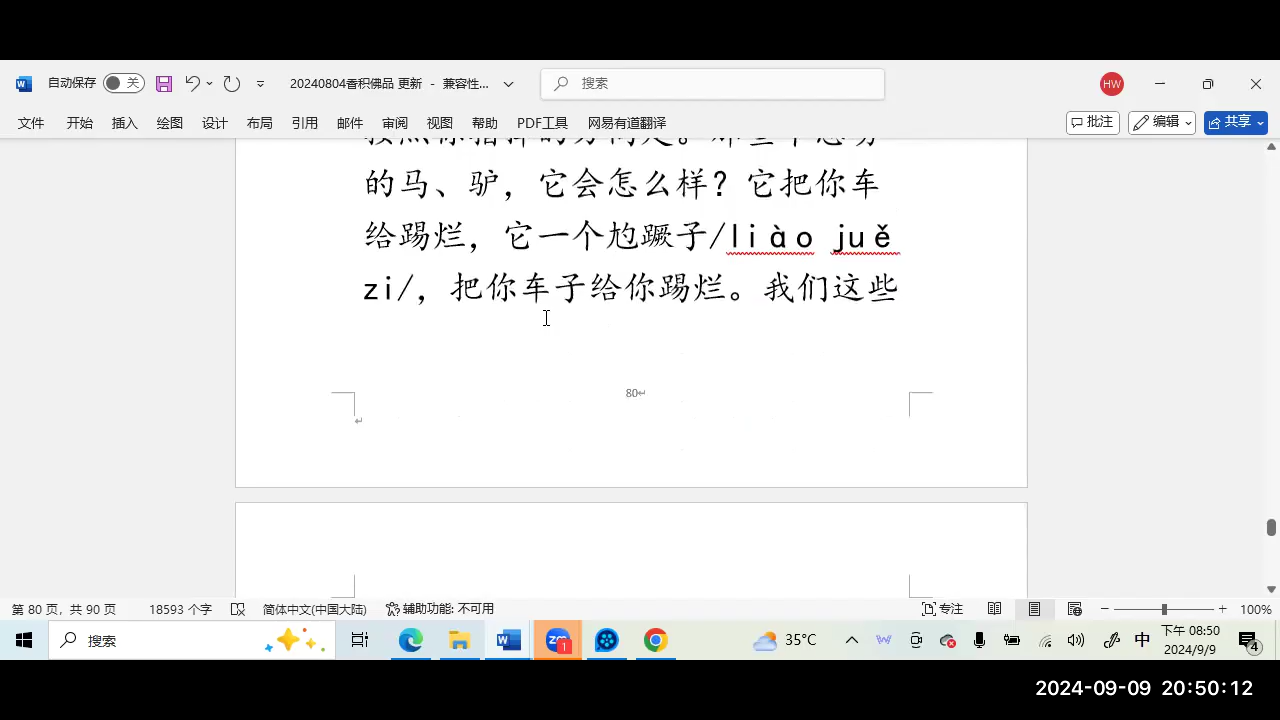 自动保存 关 20240804香积佛品 更新 - 兼容性... 搜索 HW
文件 开始 插入 绘图 设计 布局 引用 邮件 审阅 视图 帮助 PDF工具 网易有道翻译 批注 编辑 共享
的马、驴，它会怎么样？它把你车
给踢烂，它一个尥蹶子/liào juě
zi/，把你车子给你踢烂。我们这些
80
第 80 页，共 90 页 18593 个字 简体中文(中国大陆) 辅助功能: 不可用 专注 100%
搜索 zm 1 35°C 中 下午 08:50
2024/9/9 4
2024-09-09 20:50:12